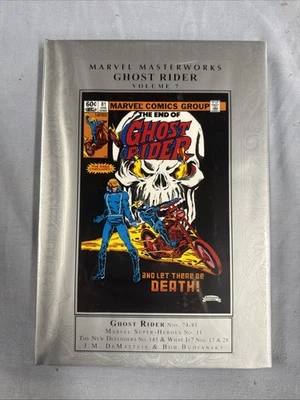 MARVEL MASTERWORKS
GHOST RIDER
VOLUME 7
60¢
81
MARVEL COMICS GROUP
THE END OF
GHOST
RIDER
AND LET THERE BE
DEATH!
GHOST RIDER NOS. 74-81
MARVEL SUPER-HEROES NO. 11
THE NEW DEFENDERS NO. 145 & WHAT IF? NOS. 17 & 28
J.M. DEMATTEIS & BOB BUDIANSKY